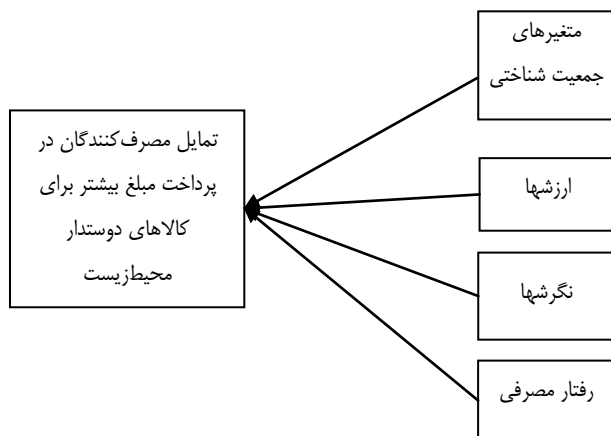 متغیرهای
جمعیت شناختی
ارزشها
نگرشها
رفتار مصرفی
تمایل مصرف‌کنندگان در
پرداخت مبلغ بیشتر برای
کالاهای دوستدار
محیط‌زیست